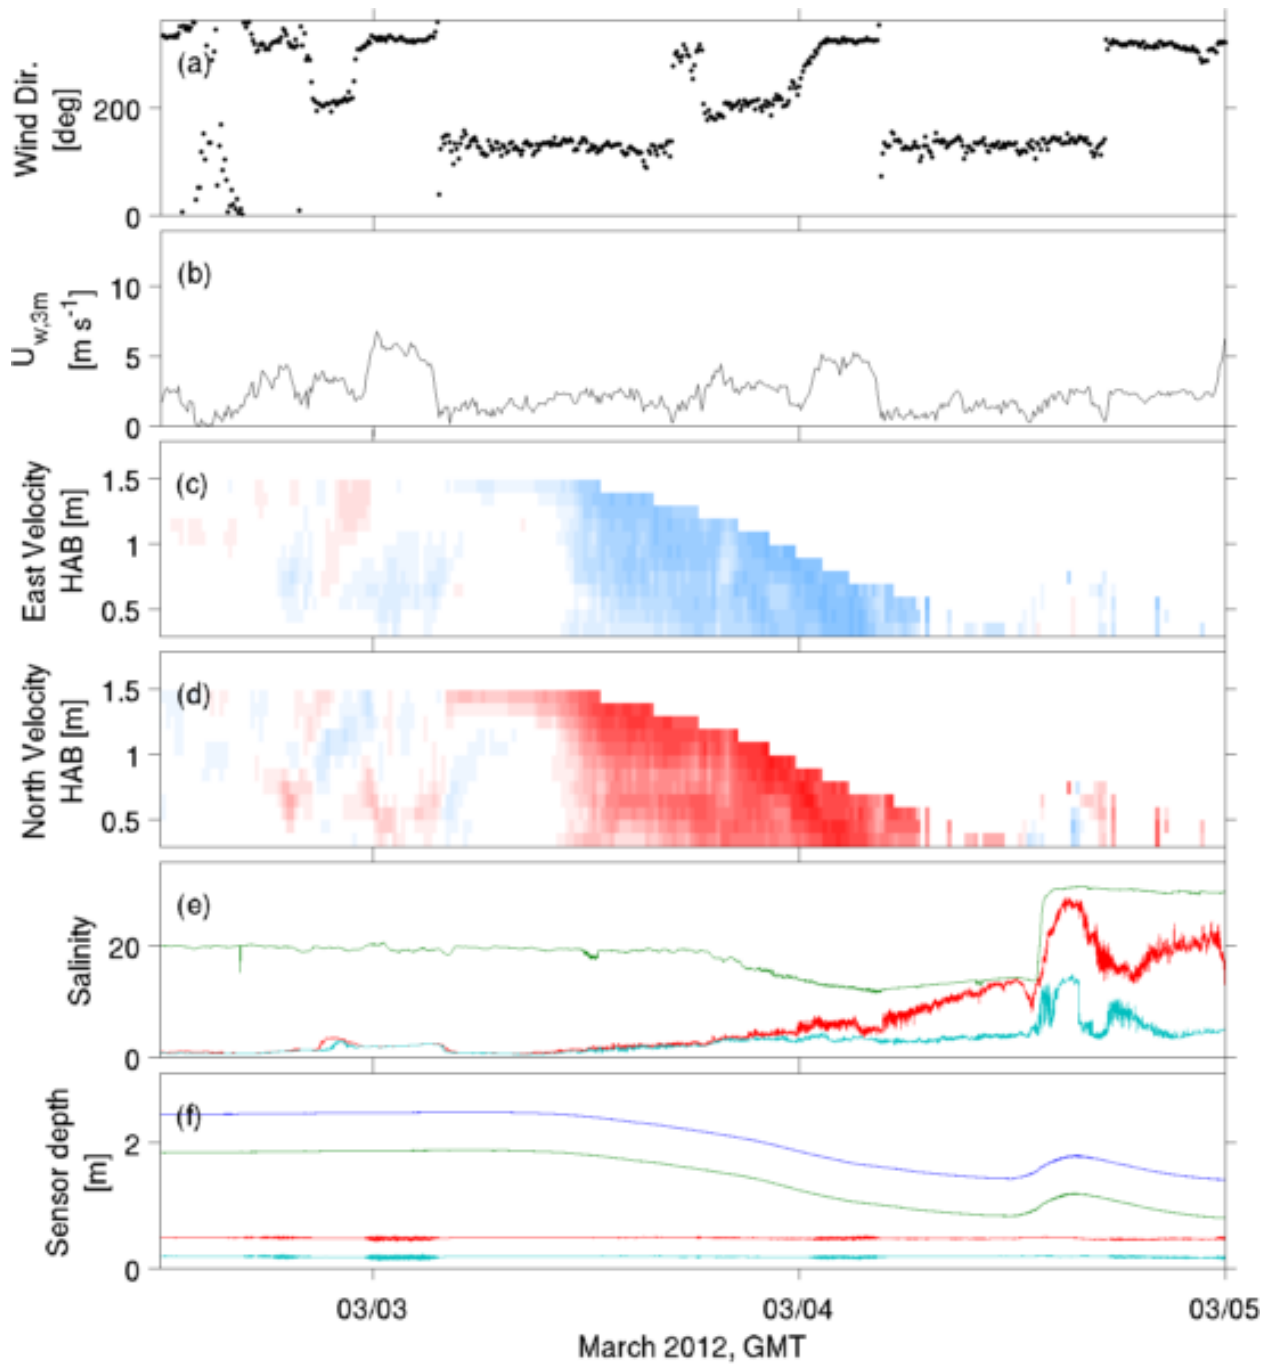 Wind Dir.
[deg]
(a)
200
0
U_w,3m
[m s⁻¹]
(b)
10
5
0
East Velocity
HAB [m]
(c)
1.5
1
0.5
North Velocity
HAB [m]
(d)
1.5
1
0.5
Salinity
(e)
20
0
Sensor depth
[m]
(f)
2
0
03/03
03/04
03/05
March 2012, GMT